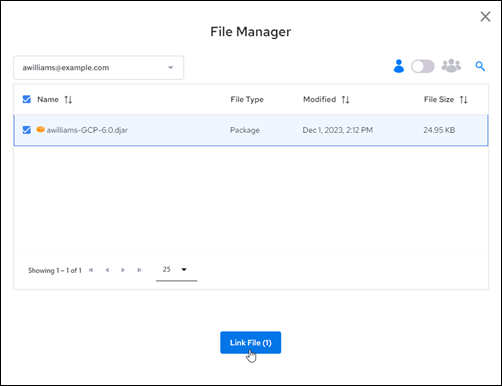 File Manager
awilliams@example.com
Name File Type Modified File Size
awilliams-GCP-6.0.djar Package Dec 1, 2023, 2:12 PM 24.95 KB
Showing 1 – 1 of 1 25
Link File (1)